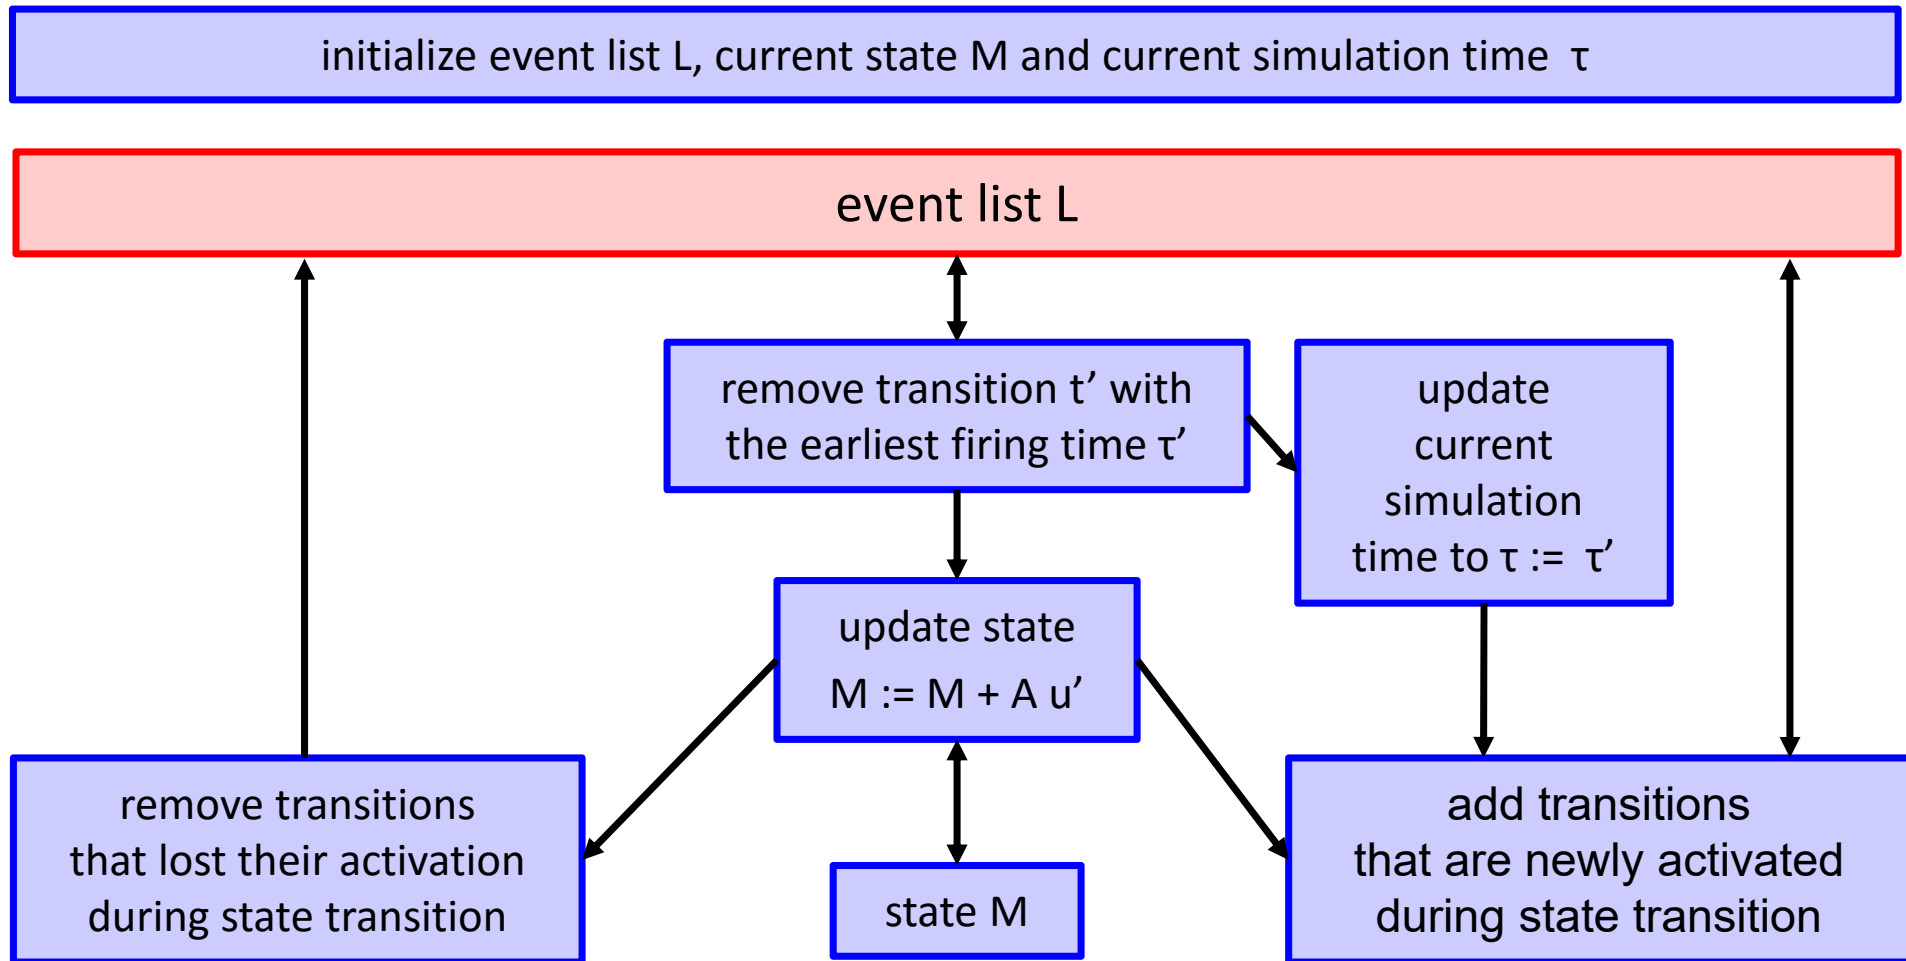 initialize event list L, current state M and current simulation time τ
event list L
remove transition t’ with
the earliest firing time τ’
update
current
simulation
time to τ := τ’
update state
M := M + A u’
remove transitions
that lost their activation
during state transition
state M
add transitions
that are newly activated
during state transition